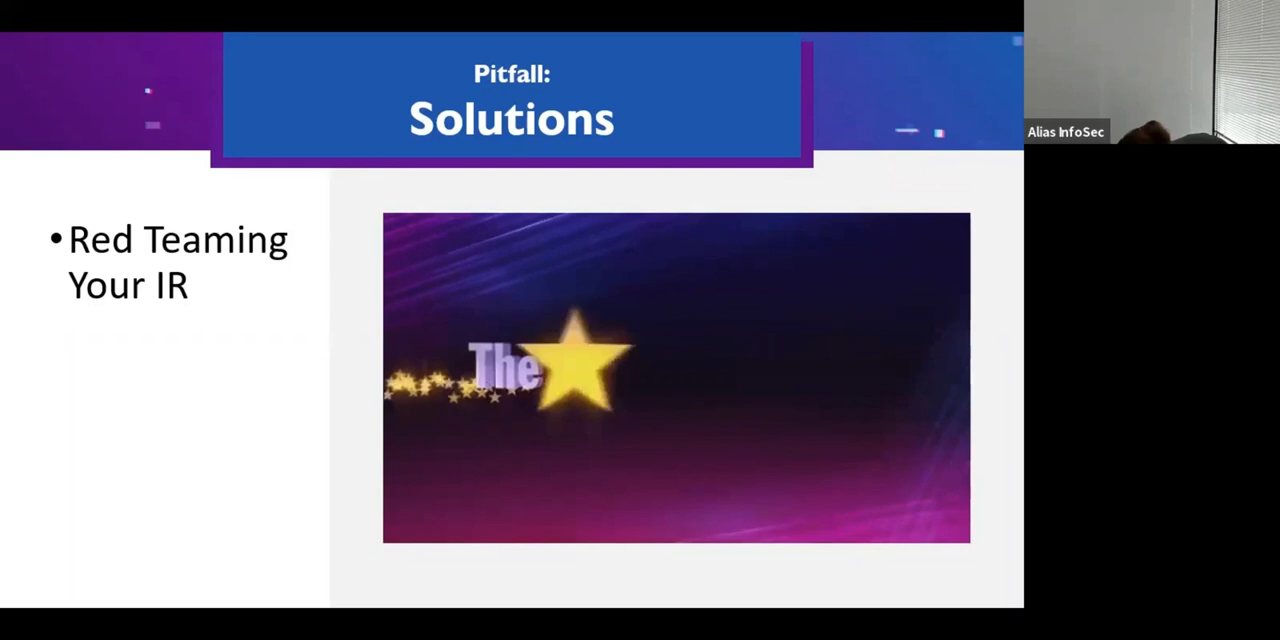 Pitfall:
Solutions
Alias InfoSec
•Red Teaming
Your IR
The